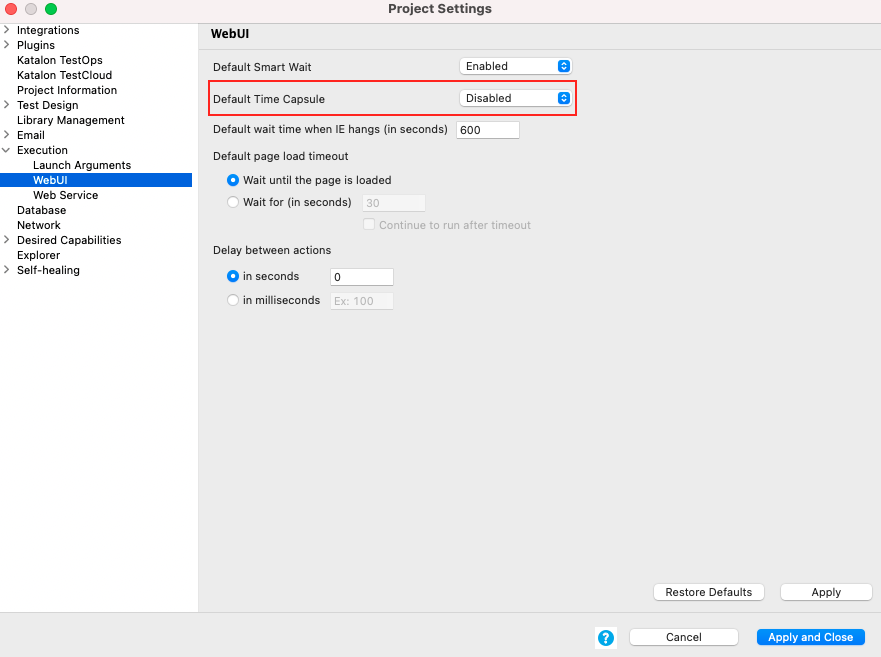 Project Settings
Integrations
Plugins
Katalon TestOps
Katalon TestCloud
Project Information
Test Design
Library Management
Email
Execution
Launch Arguments
WebUI
Web Service
Database
Network
Desired Capabilities
Explorer
Self-healing
WebUI
Default Smart Wait Enabled
Default Time Capsule Disabled
Default wait time when IE hangs (in seconds) 600
Default page load timeout
Wait until the page is loaded
Wait for (in seconds) 30
Continue to run after timeout
Delay between actions
in seconds 0
in milliseconds Ex: 100
Restore Defaults Apply
? Cancel Apply and Close